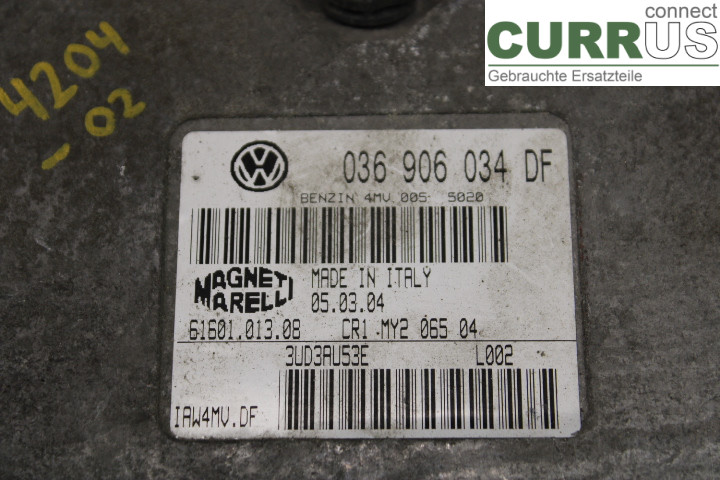 connect
CURRUS
Gebrauchte Ersatzteile
4204
-02
VW
036 906 034 DF
BENZIN 4MV 005 5020
MAGNETI
MARELLI
MADE IN ITALY
05.03.04
61601.013.08 CR1-MY2 065 04
3UD3AU53E L002
IAW4MV.DF